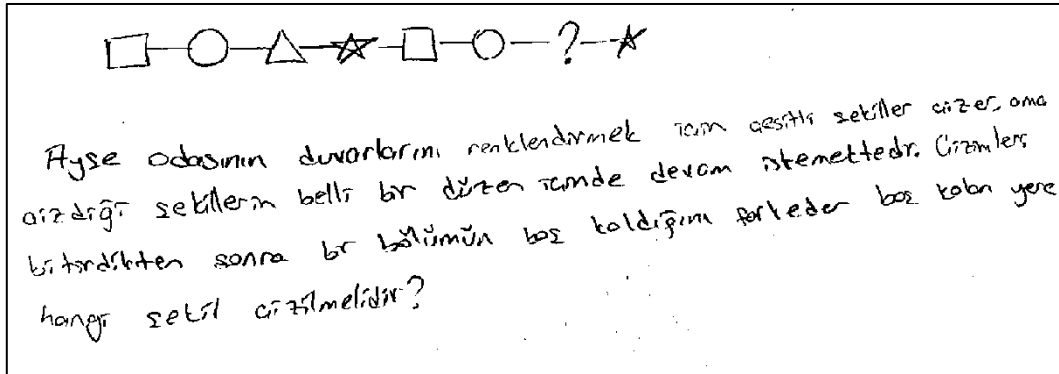 ?
Ayşe odasının duvarlarını renklendirmek için çeşitli şekiller çizer, ama
çizdiği şekillerin belli bir düzen içinde devam istemektedir. Çizimleri
bitirdikten sonra bir bölümün boş kaldığını farkeder boş kalan yere
hangi şekil çizilmelidir?